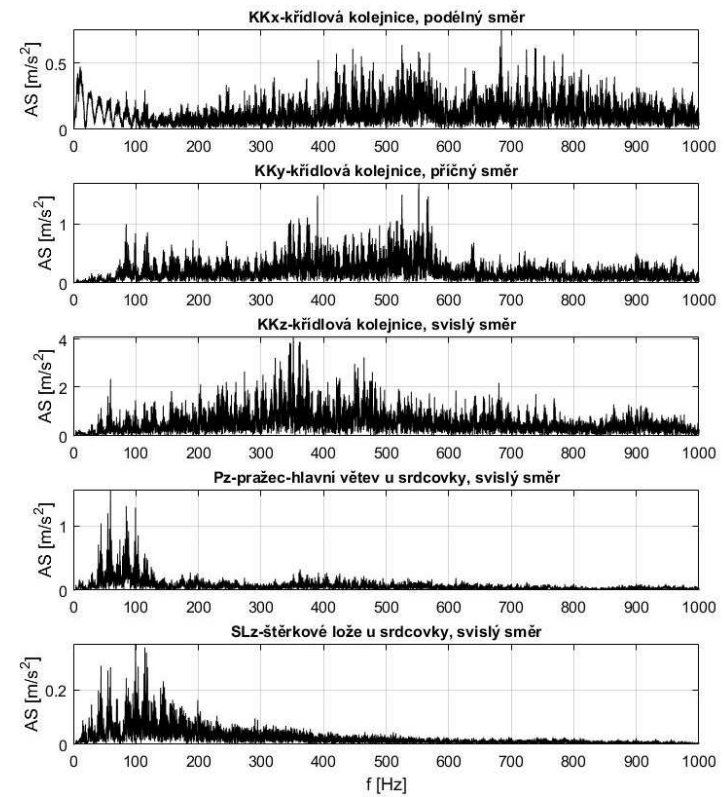 KKx-křídlová kolejnice, podélný směr
AS [m/s²]
0.5
0
0 100 200 300 400 500 600 700 800 900 1000
KKy-křídlová kolejnice, příčný směr
AS [m/s²]
1
0
0 100 200 300 400 500 600 700 800 900 1000
KKz-křídlová kolejnice, svislý směr
AS [m/s²]
4
2
0
0 100 200 300 400 500 600 700 800 900 1000
Pz-pražec-hlavní větev u srdcovky, svislý směr
AS [m/s²]
1
0
0 100 200 300 400 500 600 700 800 900 1000
SLz-štěrkové lože u srdcovky, svislý směr
AS [m/s²]
0.2
0
0 100 200 300 400 500 600 700 800 900 1000
f [Hz]